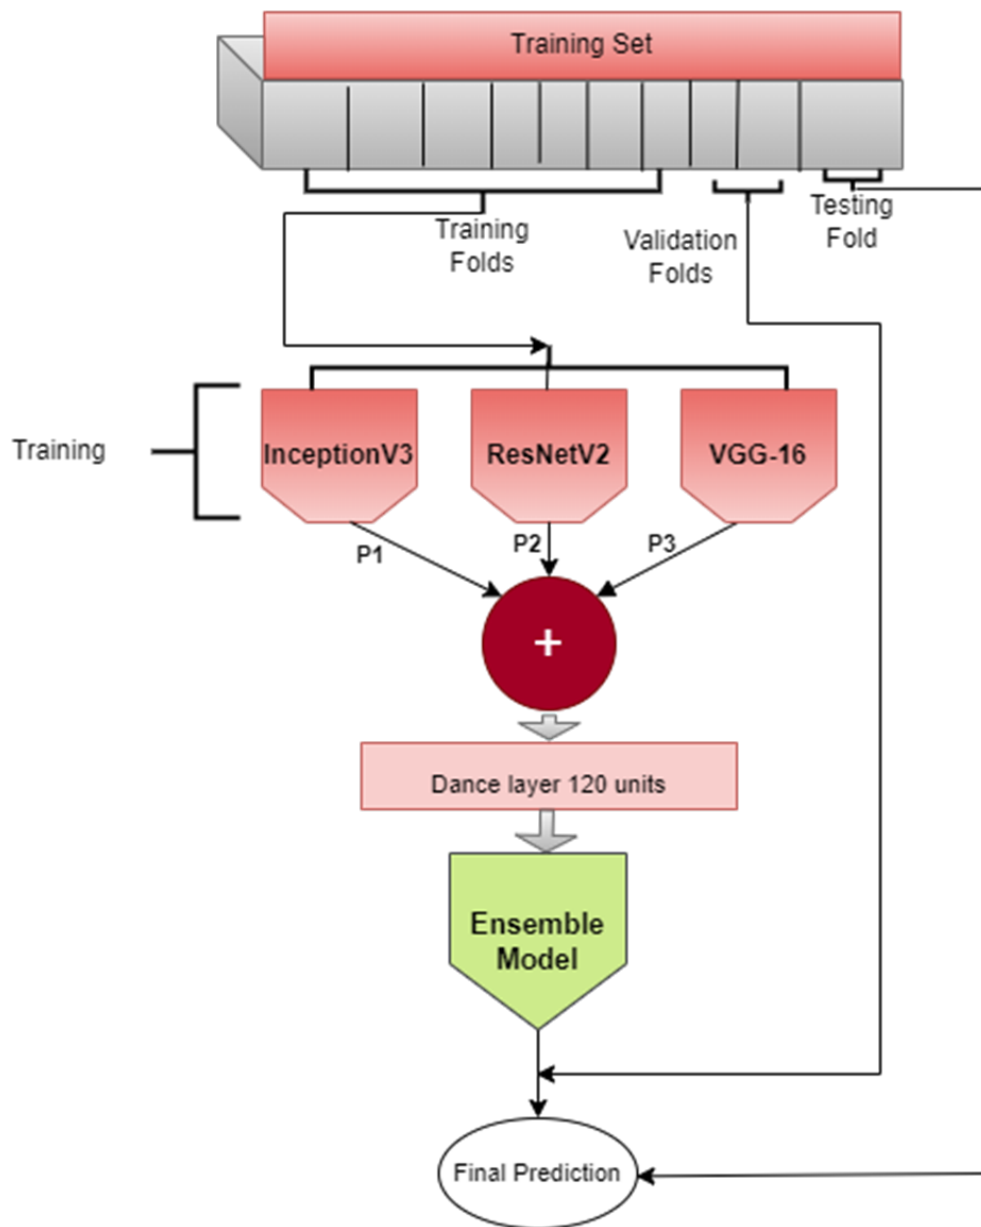 Training Set
Training
Folds
Validation
Folds
Testing
Fold
Training
InceptionV3
ResNetV2
VGG-16
P1
P2
P3
+
Dance layer 120 units
Ensemble
Model
Final Prediction